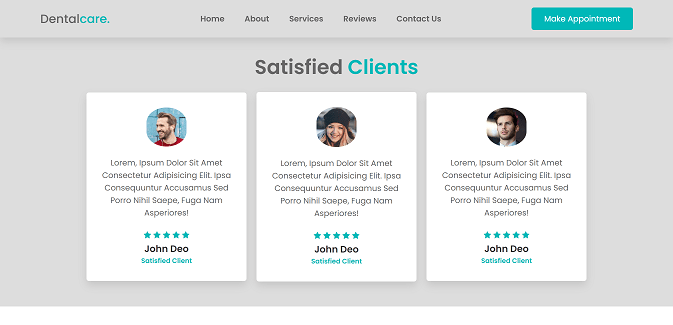 Dentalcare. Home About Services Reviews Contact Us Make Appointment
Satisfied Clients
Lorem, Ipsum Dolor Sit Amet
Consectetur Adipisicing Elit. Ipsa
Consequuntur Accusamus Sed
Porro Nihil Saepe, Fuga Nam
Asperiores!
John Deo
Satisfied Client
Lorem, Ipsum Dolor Sit Amet
Consectetur Adipisicing Elit. Ipsa
Consequuntur Accusamus Sed
Porro Nihil Saepe, Fuga Nam
Asperiores!
John Deo
Satisfied Client
Lorem, Ipsum Dolor Sit Amet
Consectetur Adipisicing Elit. Ipsa
Consequuntur Accusamus Sed
Porro Nihil Saepe, Fuga Nam
Asperiores!
John Deo
Satisfied Client